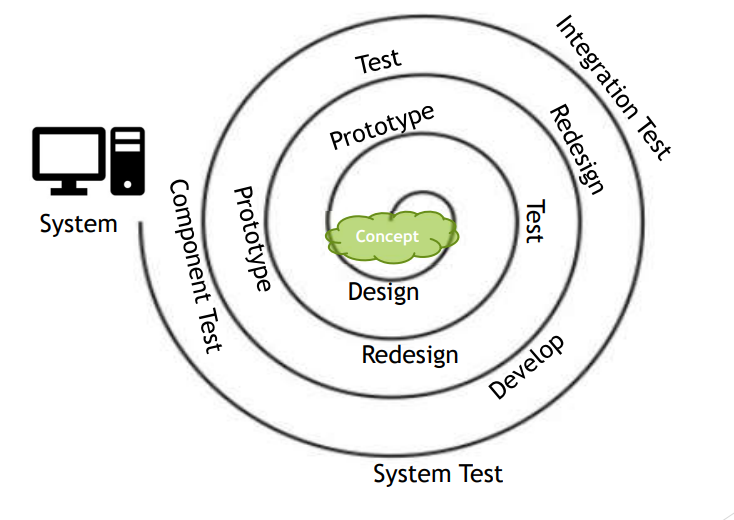 Integration Test
Test
Redesign
Prototype
System
Component Test
Prototype
Test
Concept
Design
Redesign
Develop
System Test